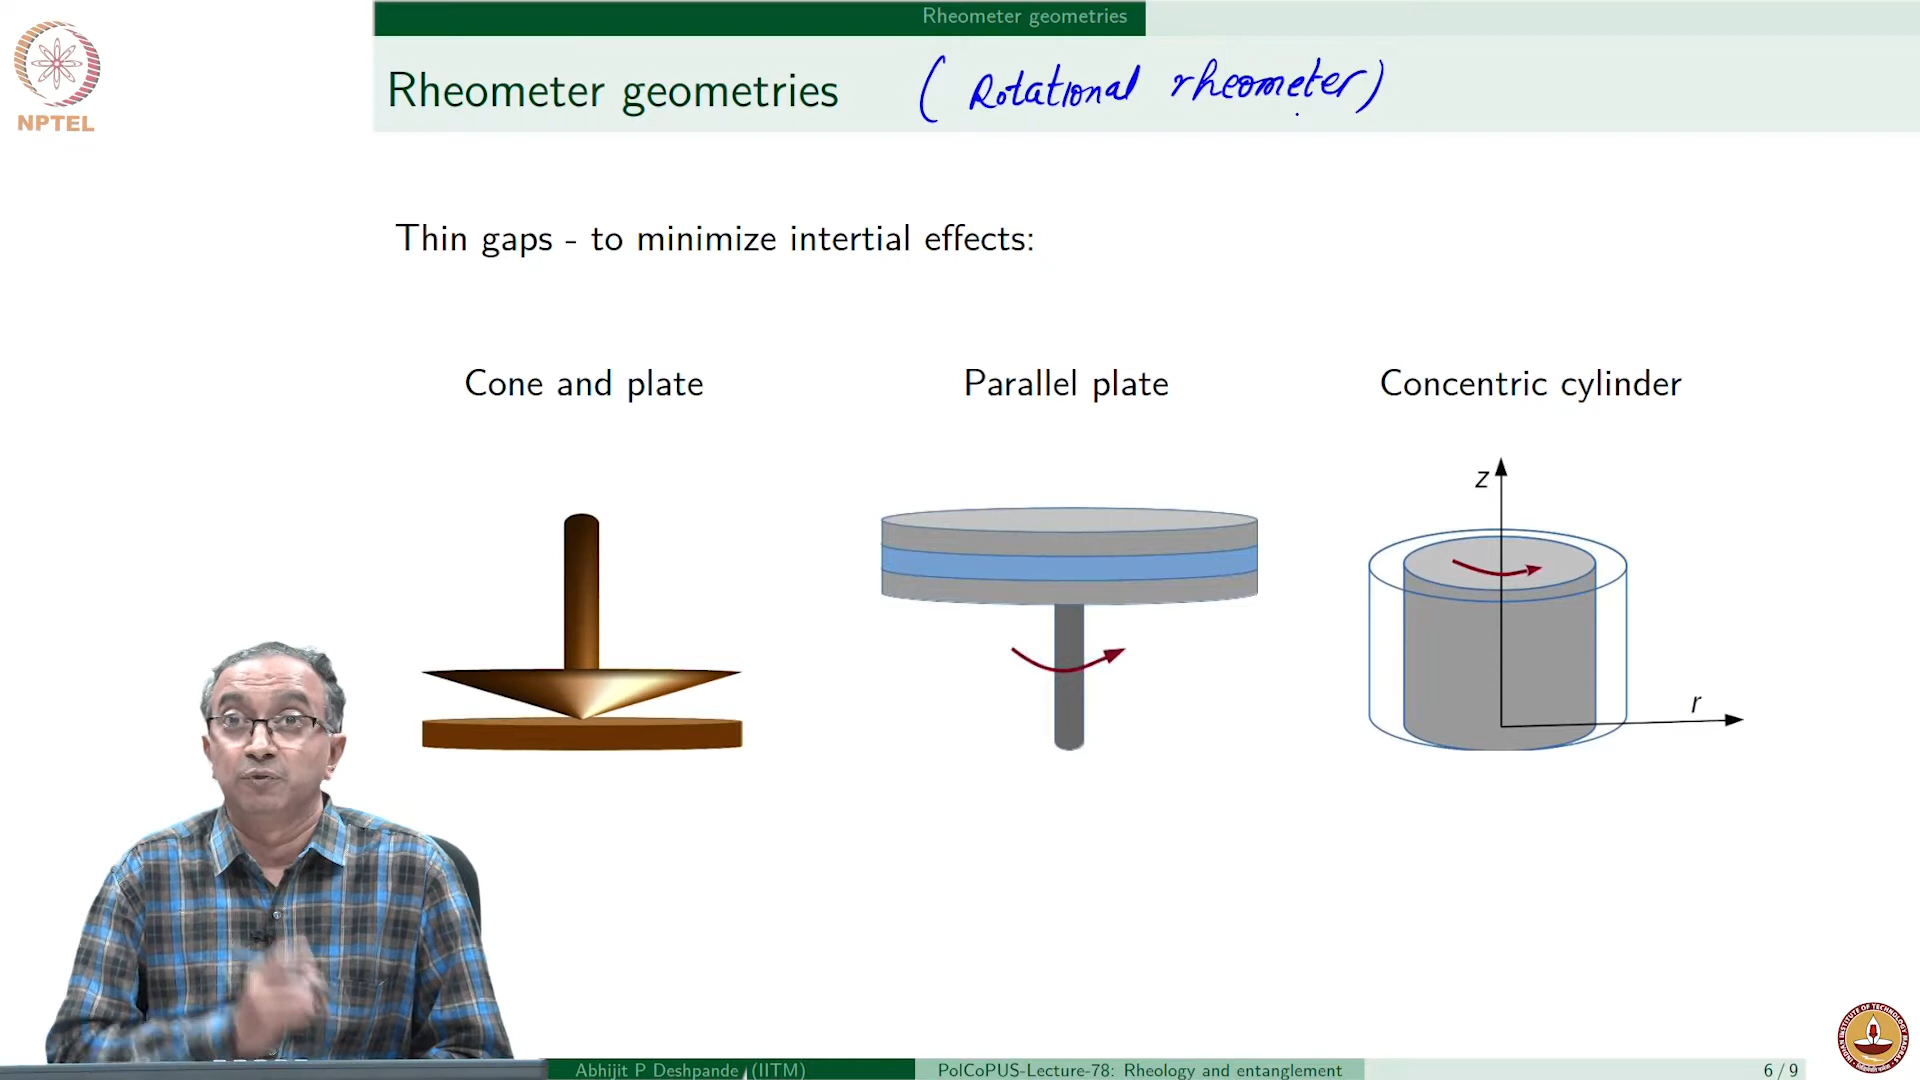 Rheometer geometries
NPTEL
Rheometer geometries (Rotational rheometer)
Thin gaps - to minimize intertial effects:
Cone and plate
Parallel plate
Concentric cylinder
z
r
Abhijit P Deshpande (IITM)
PolCoPUS-Lecture-78: Rheology and entanglement
6 / 9